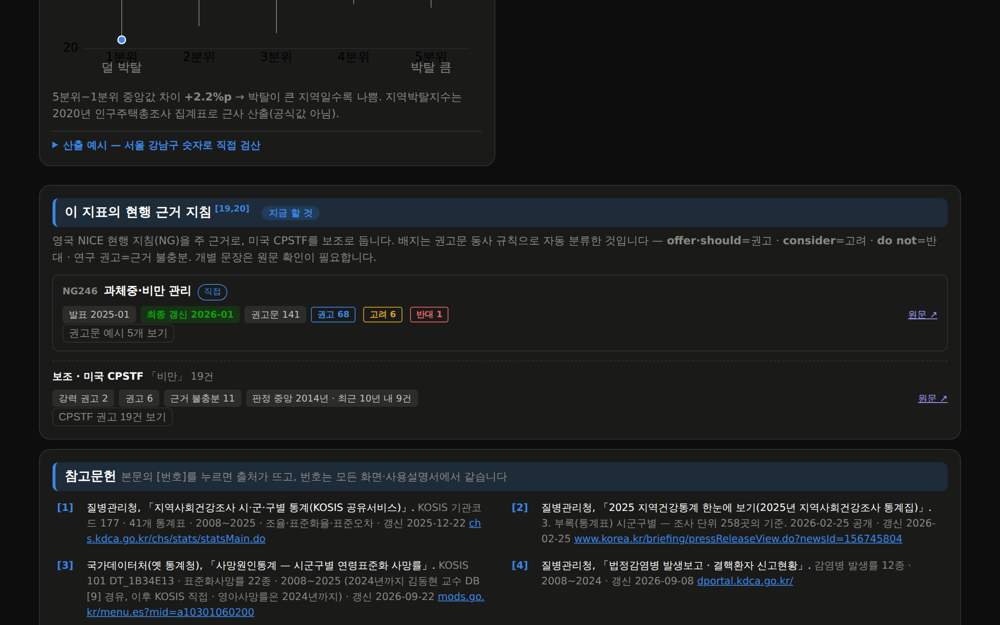 20
1분위 2분위 3분위 4분위 5분위
덜 박탈 박탈 큼
5분위−1분위 중앙값 차이 +2.2%p → 박탈이 큰 지역일수록 나쁨. 지역박탈지수는
2020년 인구주택총조사 집계표로 근사 산출(공식값 아님).
▶ 산출 예시 — 서울 강남구 숫자로 직접 검산
이 지표의 현행 근거 지침 [19,20] 지금 할 것
영국 NICE 현행 지침(NG)을 주 근거로, 미국 CPSTF를 보조로 둡니다. 배지는 권고문 동사 규칙으로 자동 분류한 것입니다 — offer·should=권고 · consider=고려 · do not=반
대 · 연구 권고=근거 불충분. 개별 문장은 원문 확인이 필요합니다.
NG246 과체중·비만 관리 직접
발표 2025-01 최종 갱신 2026-01 권고문 141 권고 68 고려 6 반대 1 원문 ↗
권고문 예시 5개 보기
보조 · 미국 CPSTF 「비만」 19건
강력 권고 2 권고 6 근거 불충분 11 판정 중앙 2014년 · 최근 10년 내 9건 원문 ↗
CPSTF 권고 19건 보기
참고문헌 본문의 [번호]를 누르면 출처가 뜨고, 번호는 모든 화면·사용설명서에서 같습니다
[1] 질병관리청, 「지역사회건강조사 시·군·구별 통계(KOSIS 공유서비스)」. KOSIS 기관코
드 177 · 41개 통계표 · 2008~2025 · 조율·표준화율·표준오차 · 갱신 2025-12-22 ch
s.kdca.go.kr/chs/stats/statsMain.do
[2] 질병관리청, 「2025 지역건강통계 한눈에 보기(2025년 지역사회건강조사 통계집)」.
3. 부록(통계표) 시군구별 — 조사 단위 258곳의 기준. 2026-02-25 공개 · 갱신 2026-
02-25 www.korea.kr/briefing/pressReleaseView.do?newsId=156745804
[3] 국가데이터처(옛 통계청), 「사망원인통계 — 시군구별 연령표준화 사망률」. KOSIS
101 DT_1B34E13 · 표준화사망률 22종 · 2008~2025 (2024년까지 김동현 교수 DB
[9] 경유, 이후 KOSIS 직접 · 영아사망률은 2024년까지) · 갱신 2026-09-22 mods.go.
kr/menu.es?mid=a10301060200
[4] 질병관리청, 「법정감염병 발생보고 · 결핵환자 신고현황」. 감염병 발생률 12종 ·
2008~2024 · 갱신 2026-09-08 dportal.kdca.go.kr/